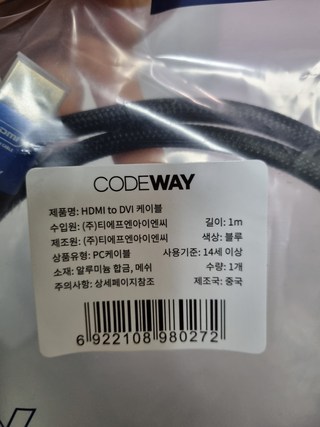 CODEWAY
제품명: HDMI to DVI 케이블
수입원: (주)티에프엔아이엔씨 길이: 1m
제조원: (주)티에프엔아이엔씨 색상: 블루
상품유형: PC케이블 사용기준: 14세 이상
소재: 알루미늄 합금, 메쉬 수량: 1개
주의사항: 상세페이지참조 제조국: 중국
6 922108 980272